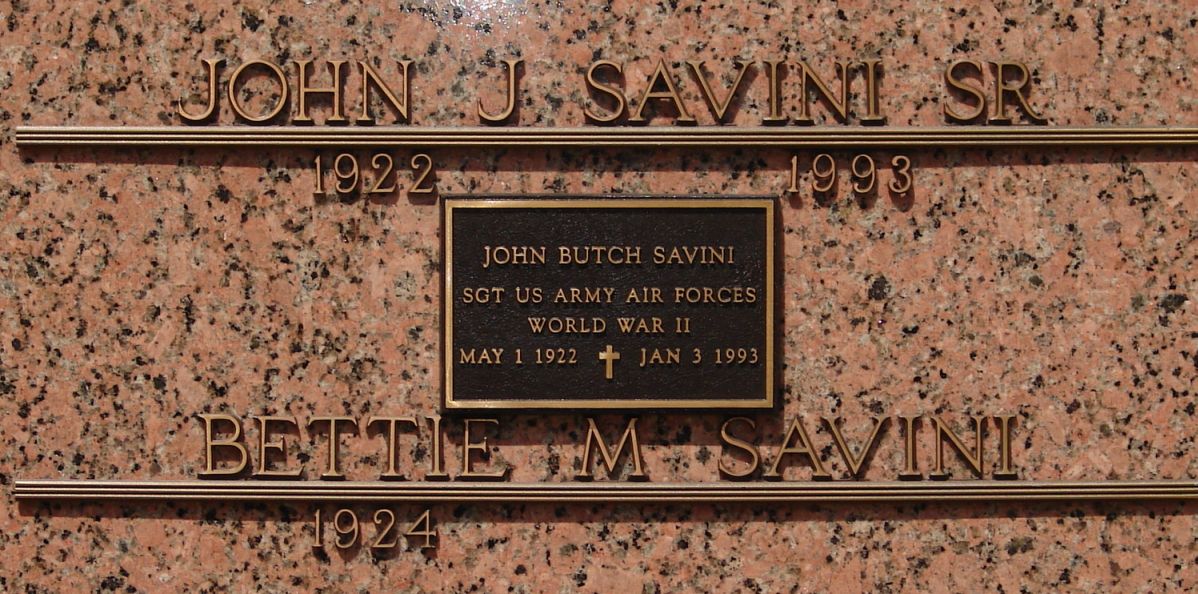 JOHN J SAVINI SR
1922 1993
JOHN BUTCH SAVINI
SGT US ARMY AIR FORCES
WORLD WAR II
MAY 1 1922 ✝ JAN 3 1993
BETTIE M SAVINI
1924